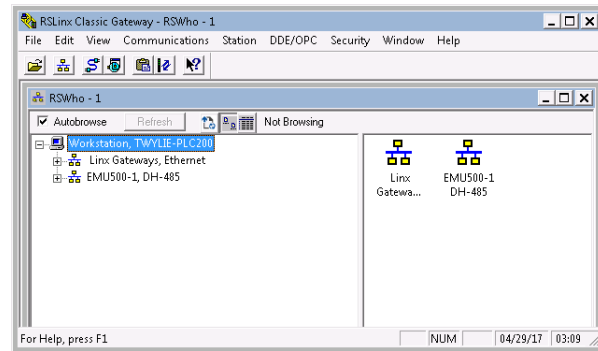 RSLinx Classic Gateway - RSWho - 1
File Edit View Communications Station DDE/OPC Security Window Help
RSWho - 1
Autobrowse Refresh Not Browsing
Workstation, TWYLIE-PLC200
Linx Gateways, Ethernet
EMU500-1, DH-485
Linx
Gatewa...
EMU500-1
DH-485
For Help, press F1 NUM 04/29/17 03:09